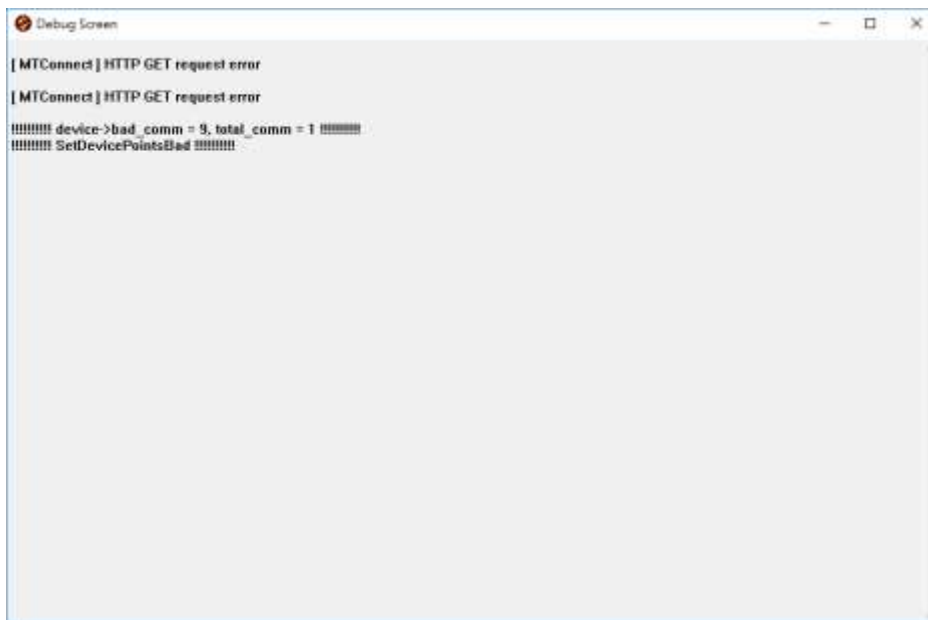 Debug Screen
[ MTConnect ] HTTP GET request error
[ MTConnect ] HTTP GET request error
!!!!!!!!!! device->bad_comm = 9, total_comm = 1 !!!!!!!!!!
!!!!!!!!!! SetDevicePointsBad !!!!!!!!!!